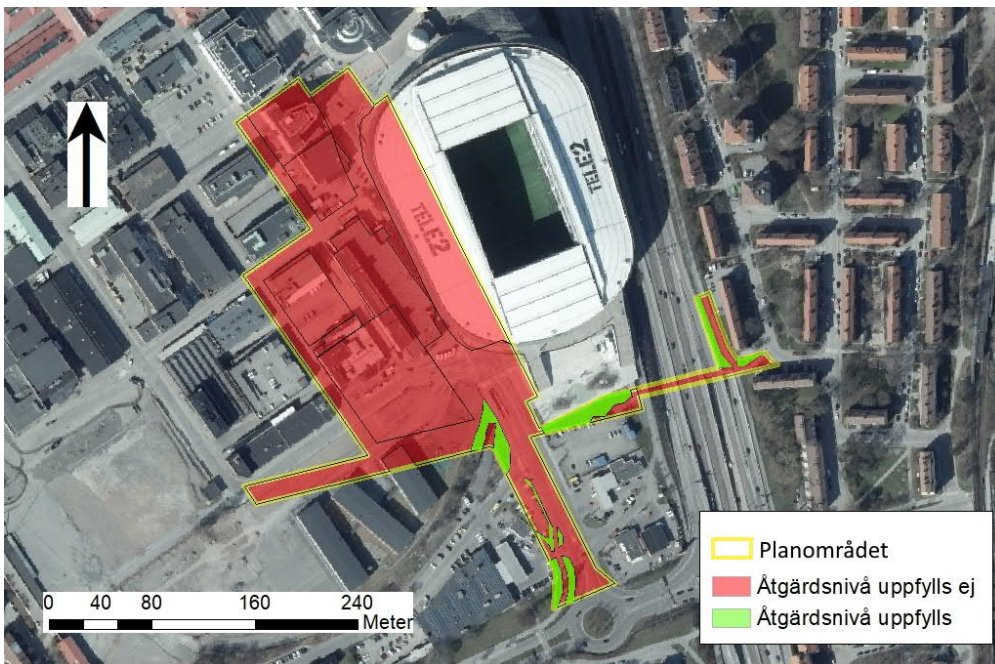 TELE2
TELE2
Planområdet
Åtgärdsnivå uppfylls ej
Åtgärdsnivå uppfylls
0 40 80 160 240
Meter